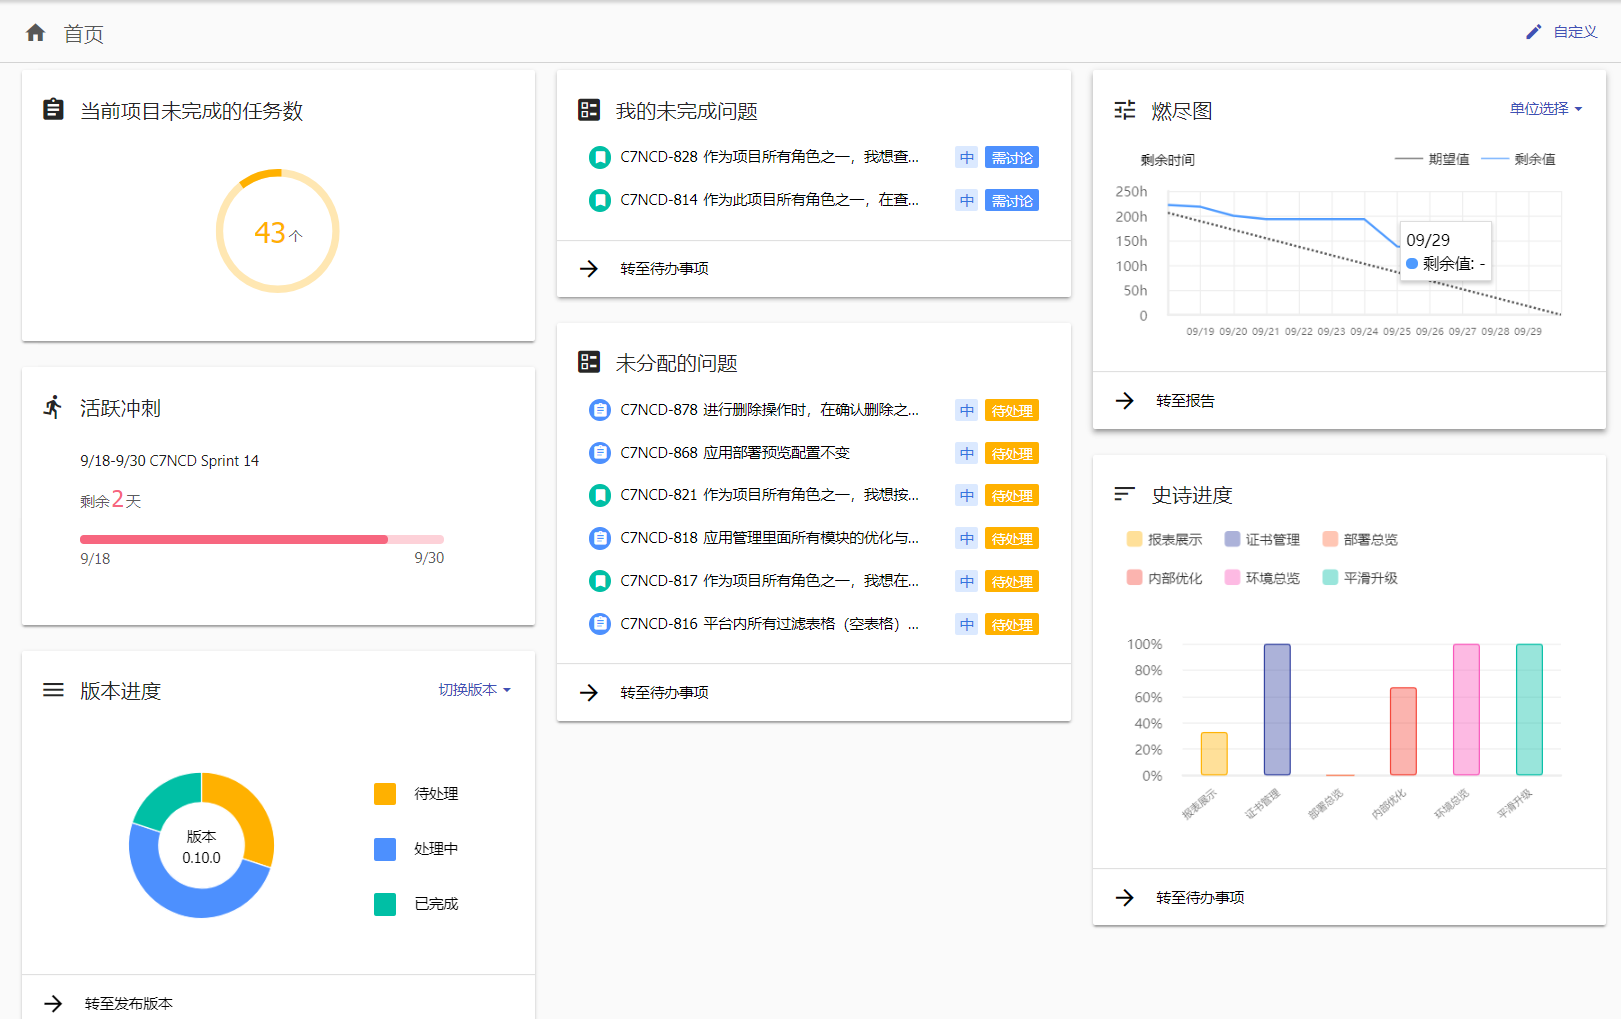 首页
自定义
当前项目未完成的任务数
43个
活跃冲刺
9/18-9/30 C7NCD Sprint 14
剩余2天
9/18
9/30
版本进度
切换版本
版本
0.10.0
待处理
处理中
已完成
转至发布版本
我的未完成问题
C7NCD-828 作为项目所有角色之一，我想查... 中 需讨论
C7NCD-814 作为此项目所有角色之一，在查... 中 需讨论
转至待办事项
未分配的问题
C7NCD-878 进行删除操作时，在确认删除之... 中 待处理
C7NCD-868 应用部署预览配置不变 中 待处理
C7NCD-821 作为项目所有角色之一，我想按... 中 待处理
C7NCD-818 应用管理里面所有模块的优化与... 中 待处理
C7NCD-817 作为项目所有角色之一，我想在... 中 待处理
C7NCD-816 平台内所有过滤表格（空表格）... 中 待处理
转至待办事项
燃尽图
单位选择
剩余时间
期望值 剩余值
250h
200h
150h
100h
50h
0
09/29
剩余值: -
09/19 09/20 09/21 09/22 09/23 09/24 09/25 09/26 09/27 09/28 09/29
转至报告
史诗进度
报表展示 证书管理 部署总览
内部优化 环境总览 平滑升级
100%
80%
60%
40%
20%
0%
报表展示 证书管理 部署总览 内部优化 环境总览 平滑升级
转至待办事项